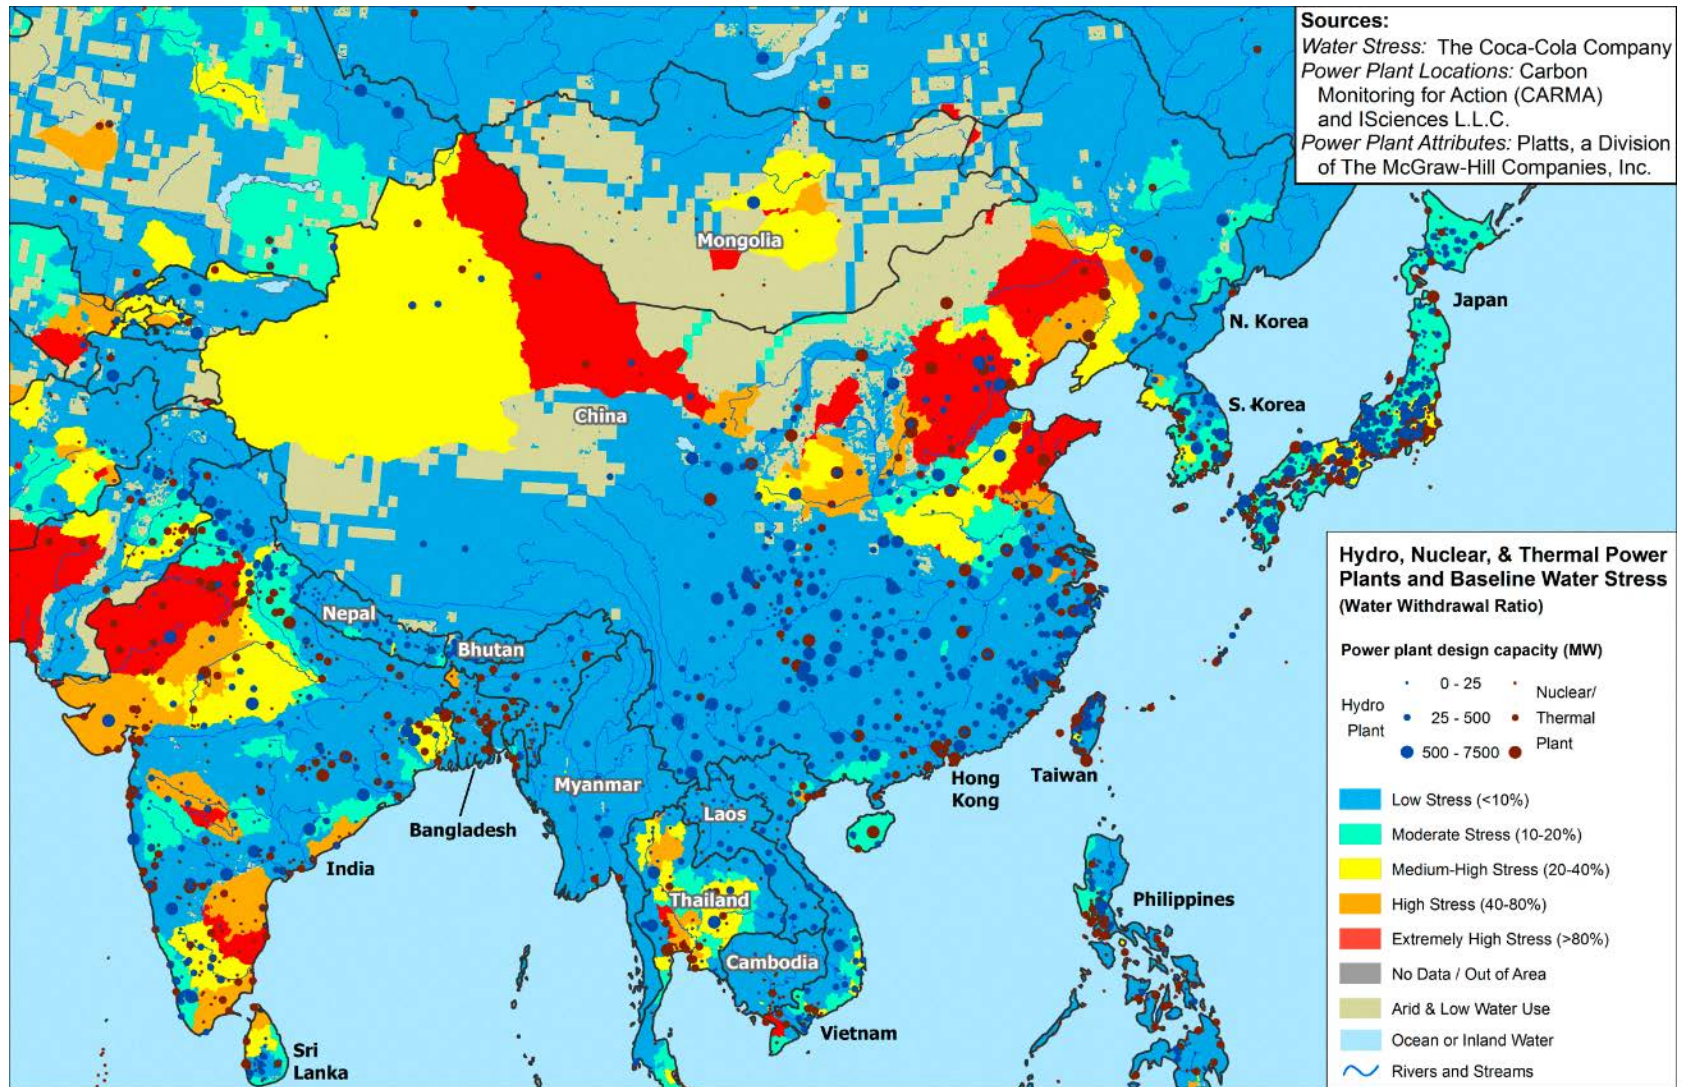 Sources:
Water Stress: The Coca-Cola Company
Power Plant Locations: Carbon
Monitoring for Action (CARMA)
and ISciences L.L.C.
Power Plant Attributes: Platts, a Division
of The McGraw-Hill Companies, Inc.
Mongolia
Japan
N. Korea
S. Korea
China
Nepal
Bhutan
Myanmar
Hong
Kong
Taiwan
Laos
Bangladesh
India
Thailand
Philippines
Cambodia
Vietnam
Sri
Lanka
Hydro, Nuclear, & Thermal Power
Plants and Baseline Water Stress
(Water Withdrawal Ratio)
Power plant design capacity (MW)
Hydro
Plant
0 - 25
25 - 500
500 - 7500
Nuclear/
Thermal
Plant
Low Stress (<10%)
Moderate Stress (10-20%)
Medium-High Stress (20-40%)
High Stress (40-80%)
Extremely High Stress (>80%)
No Data / Out of Area
Arid & Low Water Use
Ocean or Inland Water
Rivers and Streams